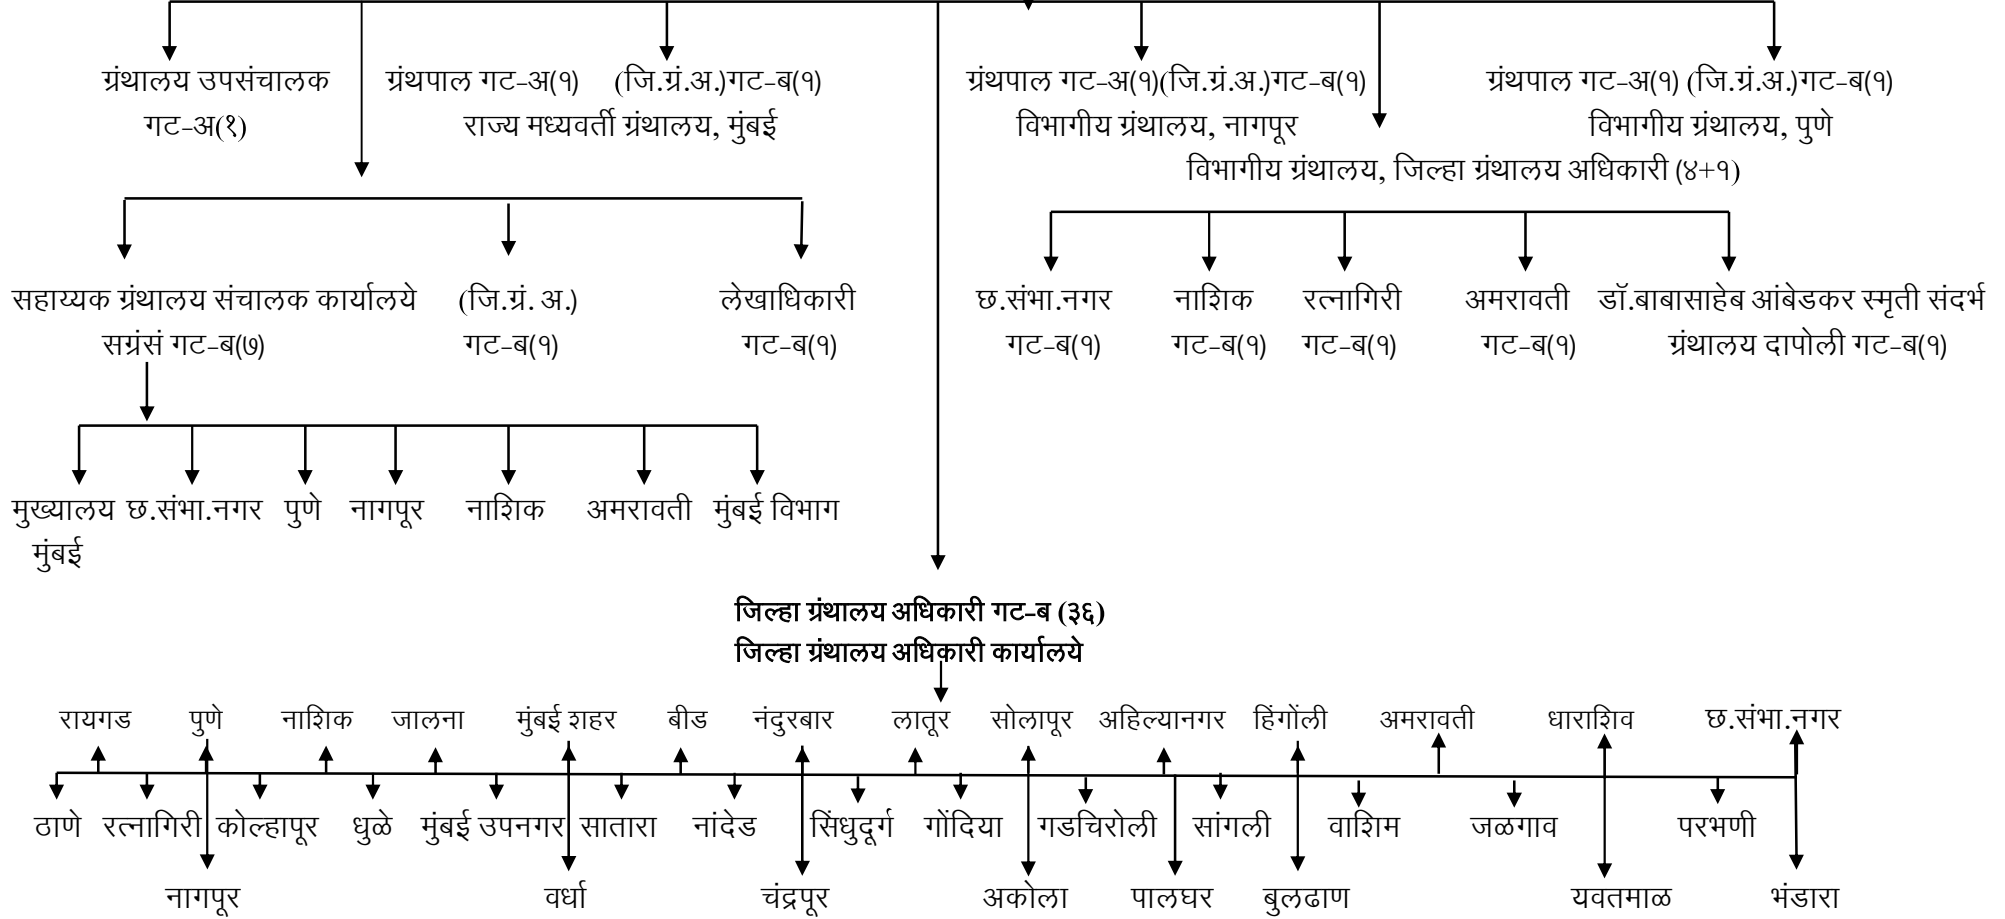 ग्रंथालय उपसंचालक ग्रंथपाल गट-अ(१) (जि.ग्रं.अ.)गट-ब(१) ग्रंथपाल गट-अ(१)(जि.ग्रं.अ.)गट-ब(१) ग्रंथपाल गट-अ(१) (जि.ग्रं.अ.)गट-ब(१)
गट-अ(१) राज्य मध्यवर्ती ग्रंथालय, मुंबई विभागीय ग्रंथालय, नागपूर विभागीय ग्रंथालय, पुणे
विभागीय ग्रंथालय, जिल्हा ग्रंथालय अधिकारी (४+१)
सहाय्यक ग्रंथालय संचालक कार्यालये (जि.ग्रं. अ.) लेखाधिकारी छ.संभा.नगर नाशिक रत्नागिरी अमरावती डॉ.बाबासाहेब आंबेडकर स्मृती संदर्भ
सग्रंसं गट-ब(७) गट-ब(१) गट-ब(१) गट-ब(१) गट-ब(१) गट-ब(१) गट-ब(१) ग्रंथालय दापोली गट-ब(१)
मुख्यालय छ.संभा.नगर पुणे नागपूर नाशिक अमरावती मुंबई विभाग
मुंबई
जिल्हा ग्रंथालय अधिकारी गट-ब (३६)
जिल्हा ग्रंथालय अधिकारी कार्यालये
रायगड पुणे नाशिक जालना मुंबई शहर बीड नंदुरबार लातूर सोलापूर अहिल्यानगर हिंगोंली अमरावती धाराशिव छ.संभा.नगर
ठाणे रत्नागिरी कोल्हापूर धुळे मुंबई उपनगर सातारा नांदेड सिंधुदूर्ग गोंदिया गडचिरोली सांगली वाशिम जळगाव परभणी
नागपूर वर्धा चंद्रपूर अकोला पालघर बुलढाण यवतमाळ भंडारा